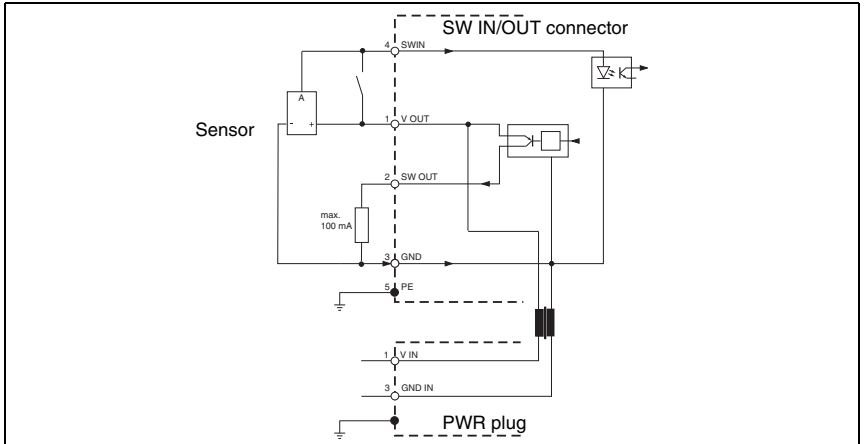 SW IN/OUT connector
4 SWIN
A
- +
Sensor
1 V OUT
2 SW OUT
max.
100 mA
3 GND
5 PE
1 V IN
3 GND IN
PWR plug